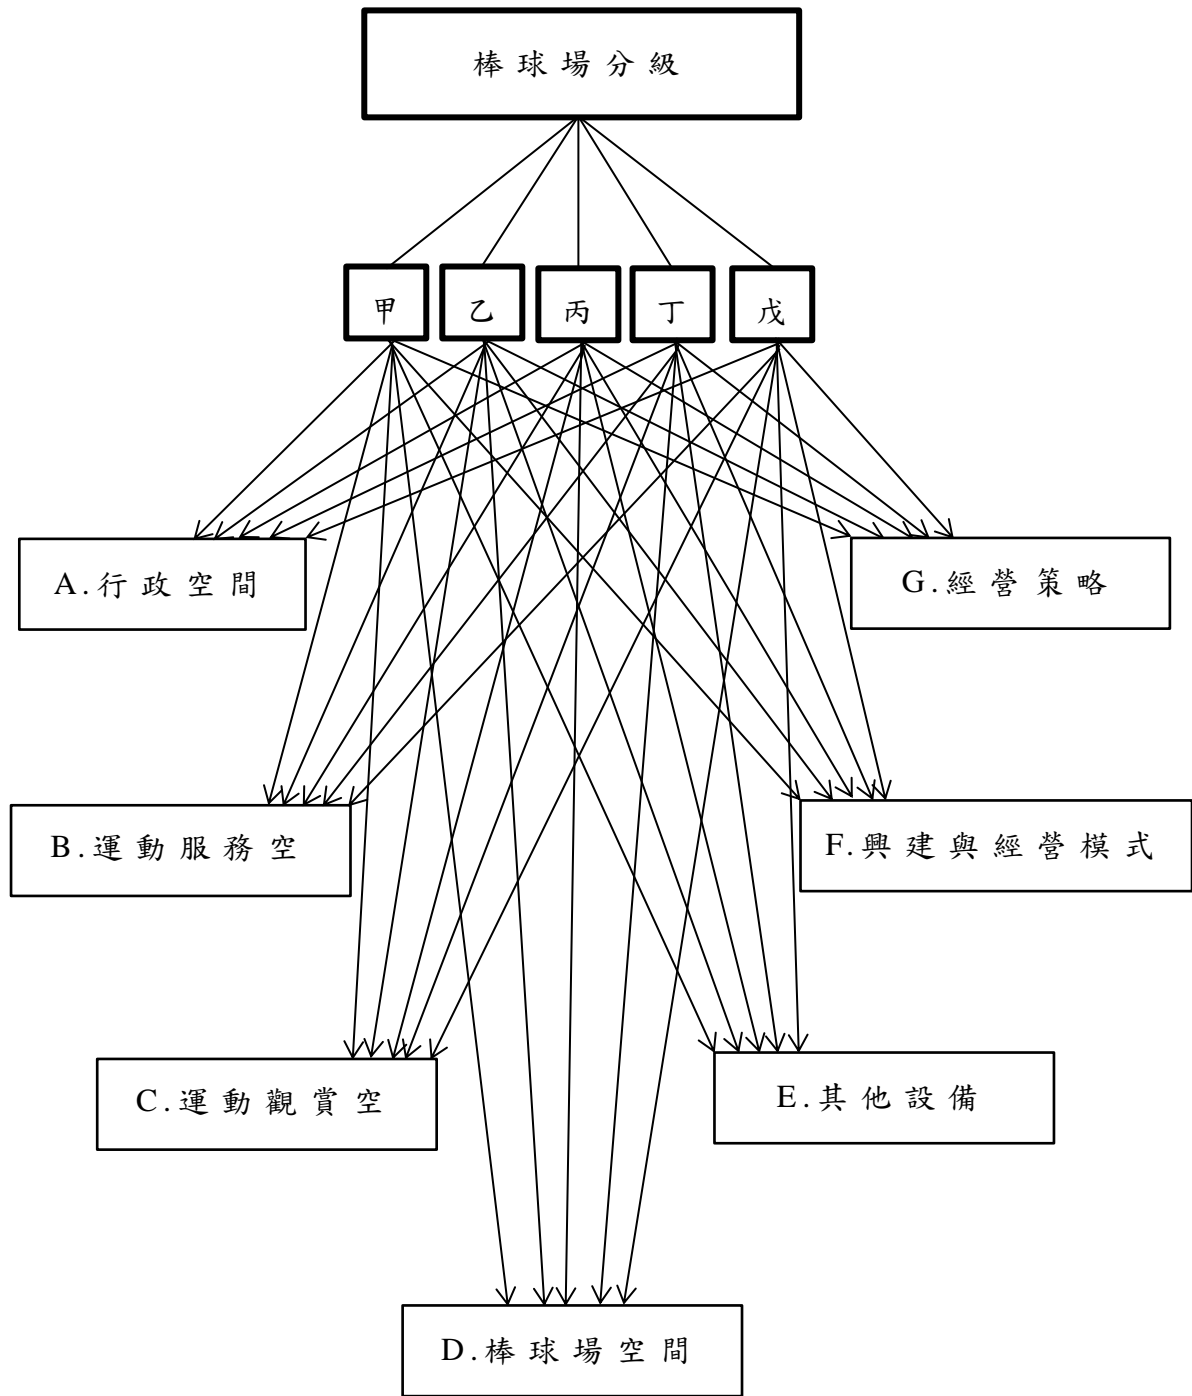 棒球場分級
甲
乙
丙
丁
戊
A.行政空間
G.經營策略
B.運動服務空
F.興建與經營模式
C.運動觀賞空
E.其他設備
D.棒球場空間